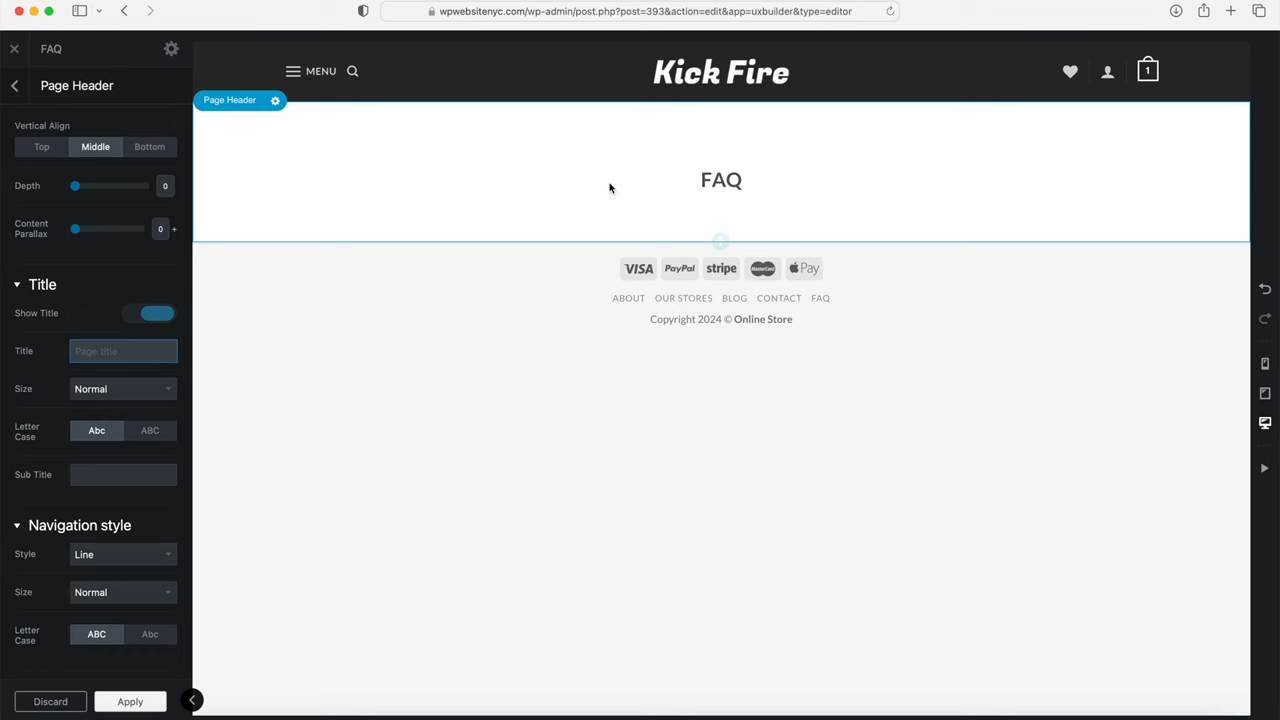 wpwebsitenyc.com/wp-admin/post.php?post=393&action=edit&app=uxbuilder&type=editor
FAQ
Page Header
Vertical Align
Top Middle Bottom
Depth 0
Content Parallax 0 +
Title
Show Title
Title Page title
Size Normal
Letter Case Abc ABC
Sub Title
Navigation style
Style Line
Size Normal
Letter Case ABC Abc
Discard Apply
MENU Kick Fire 1
Page Header
FAQ
VISA PayPal stripe MasterCard Pay
ABOUT OUR STORES BLOG CONTACT FAQ
Copyright 2024 © Online Store